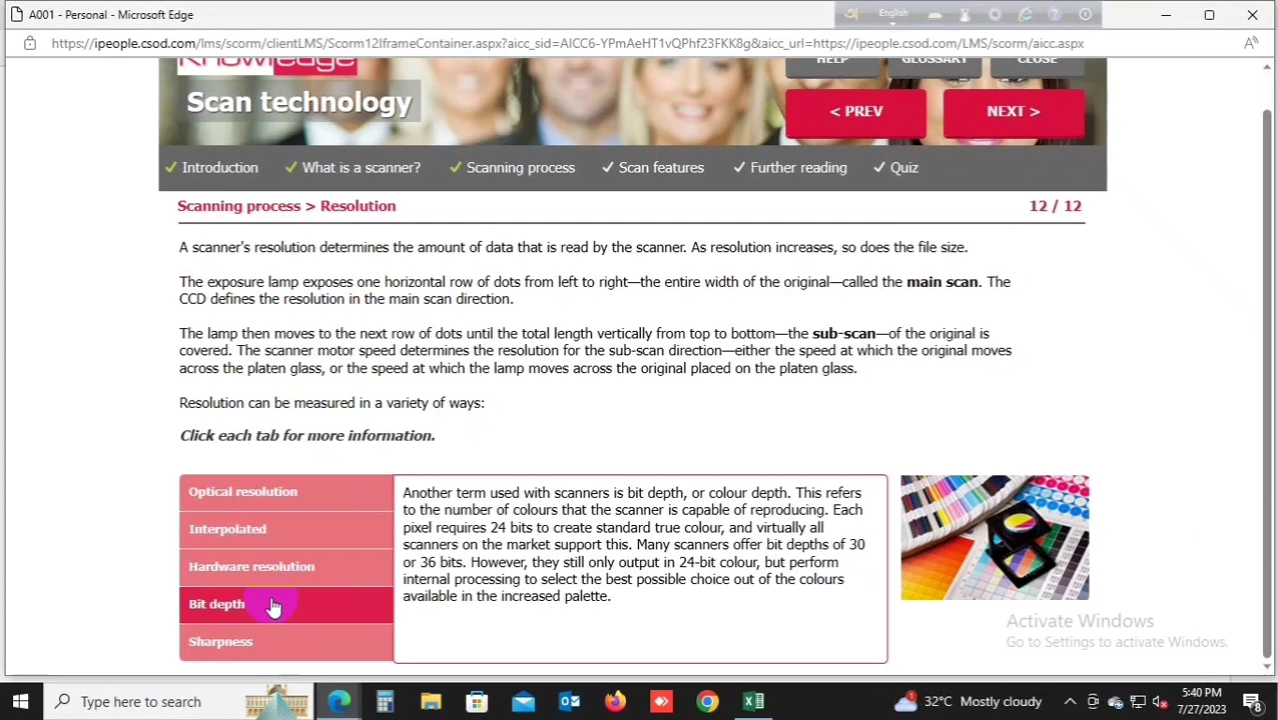 A001 - Personal - Microsoft Edge
English
https://ipeople.csod.com/lms/scorm/clientLMS/Scorm12IframeContainer.aspx?aicc_sid=AICC6-YPmAeHT1vQPhf23FKK8g&aicc_url=https://ipeople.csod.com/LMS/scorm/aicc.aspx
Knowledge
HELP
GLOSSARY
CLOSE
Scan technology
< PREV
NEXT >
Introduction
What is a scanner?
Scanning process
Scan features
Further reading
Quiz
Scanning process > Resolution
12 / 12
A scanner's resolution determines the amount of data that is read by the scanner. As resolution increases, so does the file size.
The exposure lamp exposes one horizontal row of dots from left to right—the entire width of the original—called the main scan. The
CCD defines the resolution in the main scan direction.
The lamp then moves to the next row of dots until the total length vertically from top to bottom—the sub-scan—of the original is
covered. The scanner motor speed determines the resolution for the sub-scan direction—either the speed at which the original moves
across the platen glass, or the speed at which the lamp moves across the original placed on the platen glass.
Resolution can be measured in a variety of ways:
Click each tab for more information.
Optical resolution
Interpolated
Hardware resolution
Bit depth
Sharpness
Another term used with scanners is bit depth, or colour depth. This refers
to the number of colours that the scanner is capable of reproducing. Each
pixel requires 24 bits to create standard true colour, and virtually all
scanners on the market support this. Many scanners offer bit depths of 30
or 36 bits. However, they still only output in 24-bit colour, but perform
internal processing to select the best possible choice out of the colours
available in the increased palette.
Activate Windows
Go to Settings to activate Windows.
Type here to search
32°C Mostly cloudy
5:40 PM
7/27/2023
8